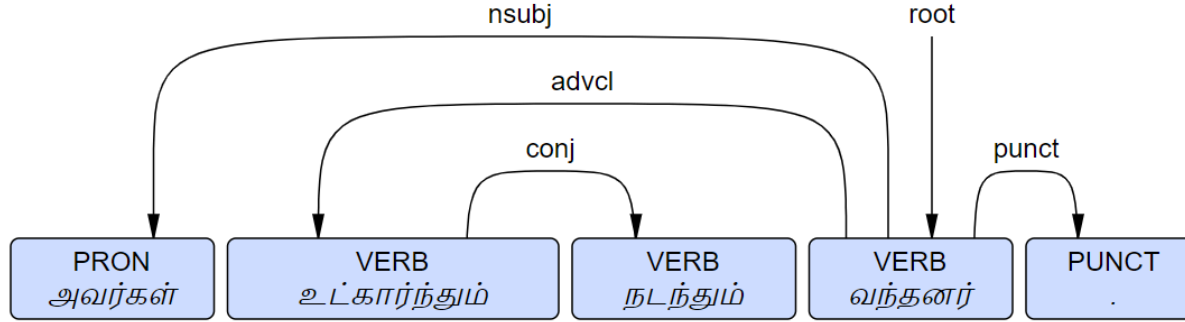 nsubj root
advcl
conj punct
PRON VERB VERB VERB PUNCT
அவர்கள் உட்கார்ந்தும் நடந்தும் வந்தனர் .